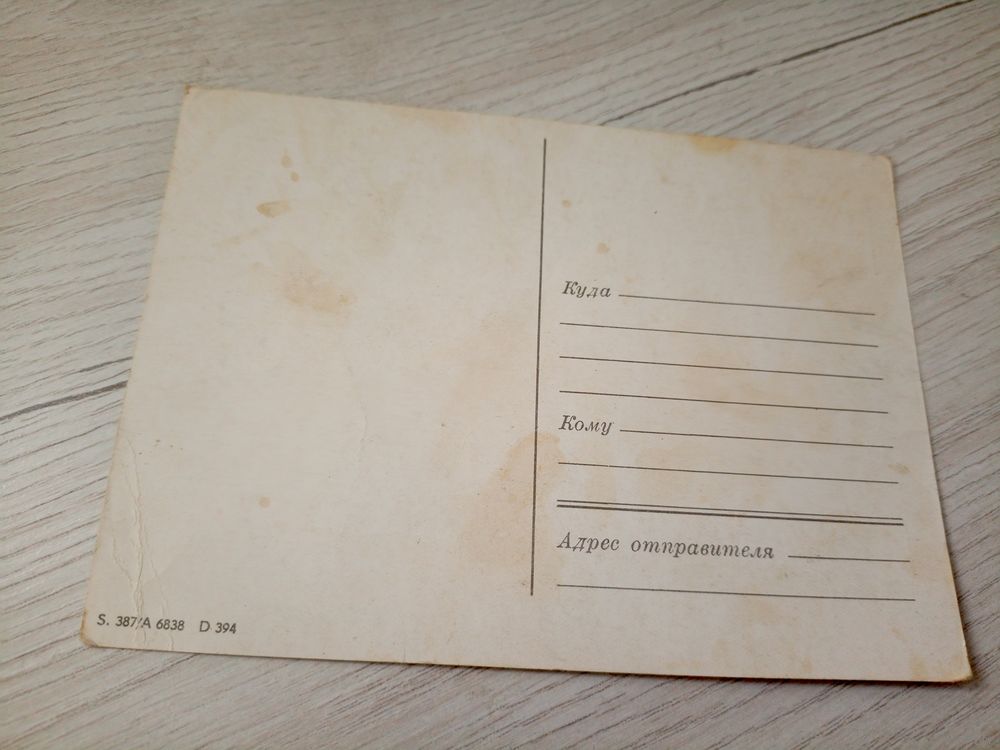 Куда
Кому
Адрес отправителя
S. 387/A 6838 D 394